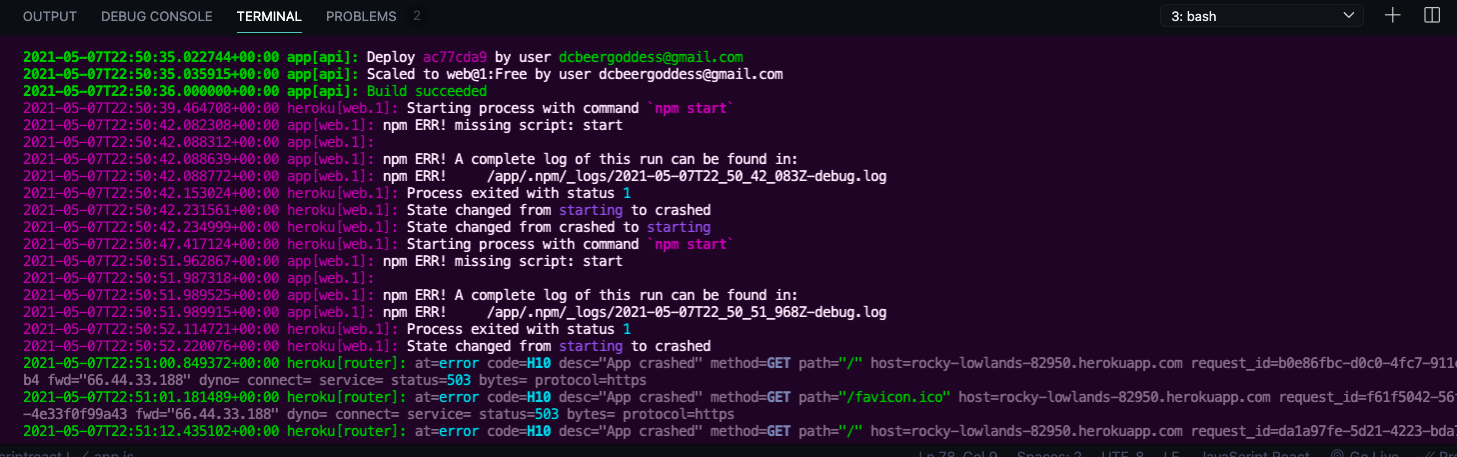 OUTPUT DEBUG CONSOLE TERMINAL PROBLEMS 2 3: bash
2021-05-07T22:50:35.022744+00:00 app[api]: Deploy ac77cda9 by user dcbeergoddess@gmail.com
2021-05-07T22:50:35.035915+00:00 app[api]: Scaled to web@1:Free by user dcbeergoddess@gmail.com
2021-05-07T22:50:36.000000+00:00 app[api]: Build succeeded
2021-05-07T22:50:39.464708+00:00 heroku[web.1]: Starting process with command `npm start`
2021-05-07T22:50:42.082308+00:00 app[web.1]: npm ERR! missing script: start
2021-05-07T22:50:42.088312+00:00 app[web.1]:
2021-05-07T22:50:42.088639+00:00 app[web.1]: npm ERR! A complete log of this run can be found in:
2021-05-07T22:50:42.088772+00:00 app[web.1]: npm ERR!     /app/.npm/_logs/2021-05-07T22_50_42_083Z-debug.log
2021-05-07T22:50:42.153024+00:00 heroku[web.1]: Process exited with status 1
2021-05-07T22:50:42.231561+00:00 heroku[web.1]: State changed from starting to crashed
2021-05-07T22:50:42.234999+00:00 heroku[web.1]: State changed from crashed to starting
2021-05-07T22:50:47.417124+00:00 heroku[web.1]: Starting process with command `npm start`
2021-05-07T22:50:51.962867+00:00 app[web.1]: npm ERR! missing script: start
2021-05-07T22:50:51.987318+00:00 app[web.1]:
2021-05-07T22:50:51.989525+00:00 app[web.1]: npm ERR! A complete log of this run can be found in:
2021-05-07T22:50:51.989915+00:00 app[web.1]: npm ERR!     /app/.npm/_logs/2021-05-07T22_50_51_968Z-debug.log
2021-05-07T22:50:52.114721+00:00 heroku[web.1]: Process exited with status 1
2021-05-07T22:50:52.220076+00:00 heroku[web.1]: State changed from starting to crashed
2021-05-07T22:51:00.849372+00:00 heroku[router]: at=error code=H10 desc="App crashed" method=GET path="/" host=rocky-lowlands-82950.herokuapp.com request_id=b0e86fbc-d0c0-4fc7-911
b4 fwd="66.44.33.188" dyno= connect= service= status=503 bytes= protocol=https
2021-05-07T22:51:01.181489+00:00 heroku[router]: at=error code=H10 desc="App crashed" method=GET path="/favicon.ico" host=rocky-lowlands-82950.herokuapp.com request_id=f61f5042-56
-4e33f0f99a43 fwd="66.44.33.188" dyno= connect= service= status=503 bytes= protocol=https
2021-05-07T22:51:12.435102+00:00 heroku[router]: at=error code=H10 desc="App crashed" method=GET path="/" host=rocky-lowlands-82950.herokuapp.com request_id=da1a97fe-5d21-4223-bda
Ln 78, Col 9 Spaces: 2 UTF-8 LF JavaScript React Go Live